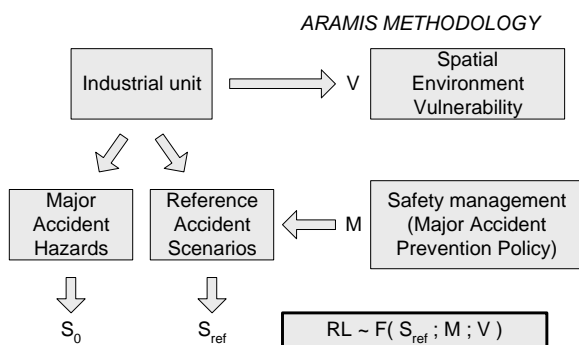 ARAMIS METHODOLOGY
Industrial unit
V
Spatial
Environment
Vulnerability
Major
Accident
Hazards
Reference
Accident
Scenarios
M
Safety management
(Major Accident
Prevention Policy)
S0
Sref
RL ~ F( Sref ; M ; V )